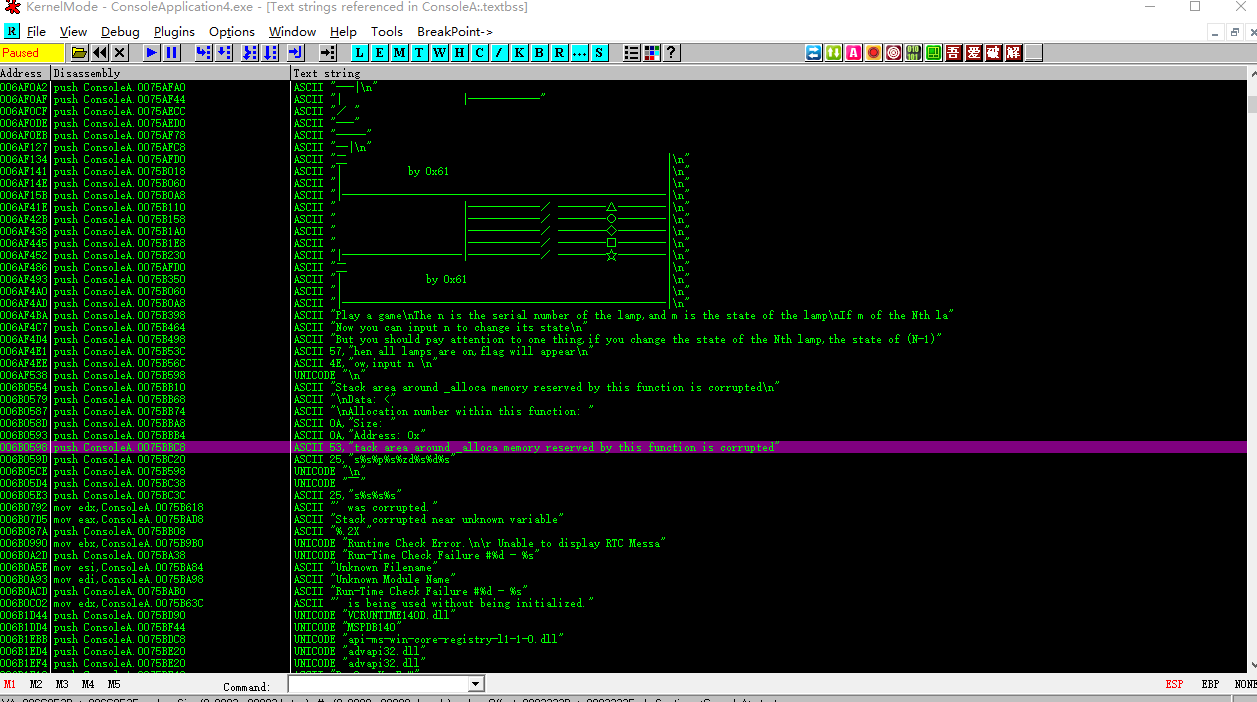 KernelMode - ConsoleApplication4.exe - [Text strings referenced in ConsoleA:.textbss]
R File View Debug Plugins Options Window Help Tools BreakPoint->
Paused L E M T W H C / K B R ... S ? A 吾 爱 破 解
Address Disassembly Text string
006AF0A2 push ConsoleA.0075AFA0 ASCII "——|\n"
006AF0AF push ConsoleA.0075AF44 ASCII "| |————————"
006AF0CF push ConsoleA.0075AECC ASCII "／ "
006AF0DE push ConsoleA.0075AED0 ASCII "——"
006AF0EB push ConsoleA.0075AF78 ASCII "———"
006AF127 push ConsoleA.0075AFC8 ASCII "—|\n"
006AF134 push ConsoleA.0075AFD0 ASCII " |\n"
006AF141 push ConsoleA.0075B018 ASCII "| by 0x61 |\n"
006AF14E push ConsoleA.0075B060 ASCII "| |\n"
006AF15B push ConsoleA.0075B0A8 ASCII "|————————————————————|\n"
006AF41E push ConsoleA.0075B110 ASCII " |————————／ ————△————|\n"
006AF42B push ConsoleA.0075B158 ASCII " |————————／ ————○————|\n"
006AF438 push ConsoleA.0075B1A0 ASCII " |————————／ ————◇————|\n"
006AF445 push ConsoleA.0075B1E8 ASCII " |————————／ ————□————|\n"
006AF452 push ConsoleA.0075B230 ASCII "|————————|————————／ ————☆————|\n"
006AF486 push ConsoleA.0075AFD0 ASCII " |\n"
006AF493 push ConsoleA.0075B350 ASCII "| by 0x61 |\n"
006AF4A0 push ConsoleA.0075B060 ASCII "| |\n"
006AF4AD push ConsoleA.0075B0A8 ASCII "|————————————————————|\n"
006AF4BA push ConsoleA.0075B398 ASCII "Play a game\nThe n is the serial number of the lamp,and m is the state of the lamp\nIf m of the Nth la"
006AF4C7 push ConsoleA.0075B464 ASCII "Now you can input n to change its state\n"
006AF4D4 push ConsoleA.0075B498 ASCII "But you should pay attention to one thing,if you change the state of the Nth lamp,the state of (N-1)"
006AF4E1 push ConsoleA.0075B53C ASCII 57,"hen all lamps are on,flag will appear\n"
006AF4EE push ConsoleA.0075B56C ASCII 4E,"ow,input n \n"
006AF538 push ConsoleA.0075B598 UNICODE "\n"
006B0554 push ConsoleA.0075BB10 ASCII "Stack area around _alloca memory reserved by this function is corrupted\n"
006B0579 push ConsoleA.0075BB68 ASCII "\nData: <"
006B0587 push ConsoleA.0075BB74 ASCII "\nAllocation number within this function: "
006B058D push ConsoleA.0075BBA8 ASCII 0A,"Size: "
006B0593 push ConsoleA.0075BBB4 ASCII 0A,"Address: 0x"
006B0598 push ConsoleA.0075BBC8 ASCII 53,"tack area around _alloca memory reserved by this function is corrupted"
006B059D push ConsoleA.0075BC20 ASCII 25,"s%s%p%s%zd%s%d%s"
006B05CE push ConsoleA.0075B598 UNICODE "\n"
006B05D4 push ConsoleA.0075BC38 UNICODE ""
006B05E3 push ConsoleA.0075BC3C ASCII 25,"s%s%s%s"
006B0792 mov edx,ConsoleA.0075B618 ASCII "' was corrupted."
006B07D5 mov eax,ConsoleA.0075BAD8 ASCII "Stack corrupted near unknown variable"
006B087A push ConsoleA.0075BB08 ASCII "%.2X "
006B0990 mov ebx,ConsoleA.0075B9B0 UNICODE "Runtime Check Error.\n\r Unable to display RTC Messa"
006B0A2D push ConsoleA.0075BA38 UNICODE "Run-Time Check Failure #%d - %s"
006B0A5E mov esi,ConsoleA.0075BA84 ASCII "Unknown Filename"
006B0A93 mov edi,ConsoleA.0075BA98 ASCII "Unknown Module Name"
006B0ACD push ConsoleA.0075BAB0 ASCII "Run-Time Check Failure #%d - %s"
006B0C02 mov edx,ConsoleA.0075B63C ASCII "' is being used without being initialized."
006B1D44 push ConsoleA.0075BD90 UNICODE "VCRUNTIME140D.dll"
006B1DD4 push ConsoleA.0075BF44 UNICODE "MSPDB140"
006B1EBB push ConsoleA.0075BDC8 UNICODE "api-ms-win-core-registry-l1-1-0.dll"
006B1ED4 push ConsoleA.0075BE20 UNICODE "advapi32.dll"
006B1EF4 push ConsoleA.0075BE20 UNICODE "advapi32.dll"
M1 M2 M3 M4 M5 Command: ESP EBP NONE